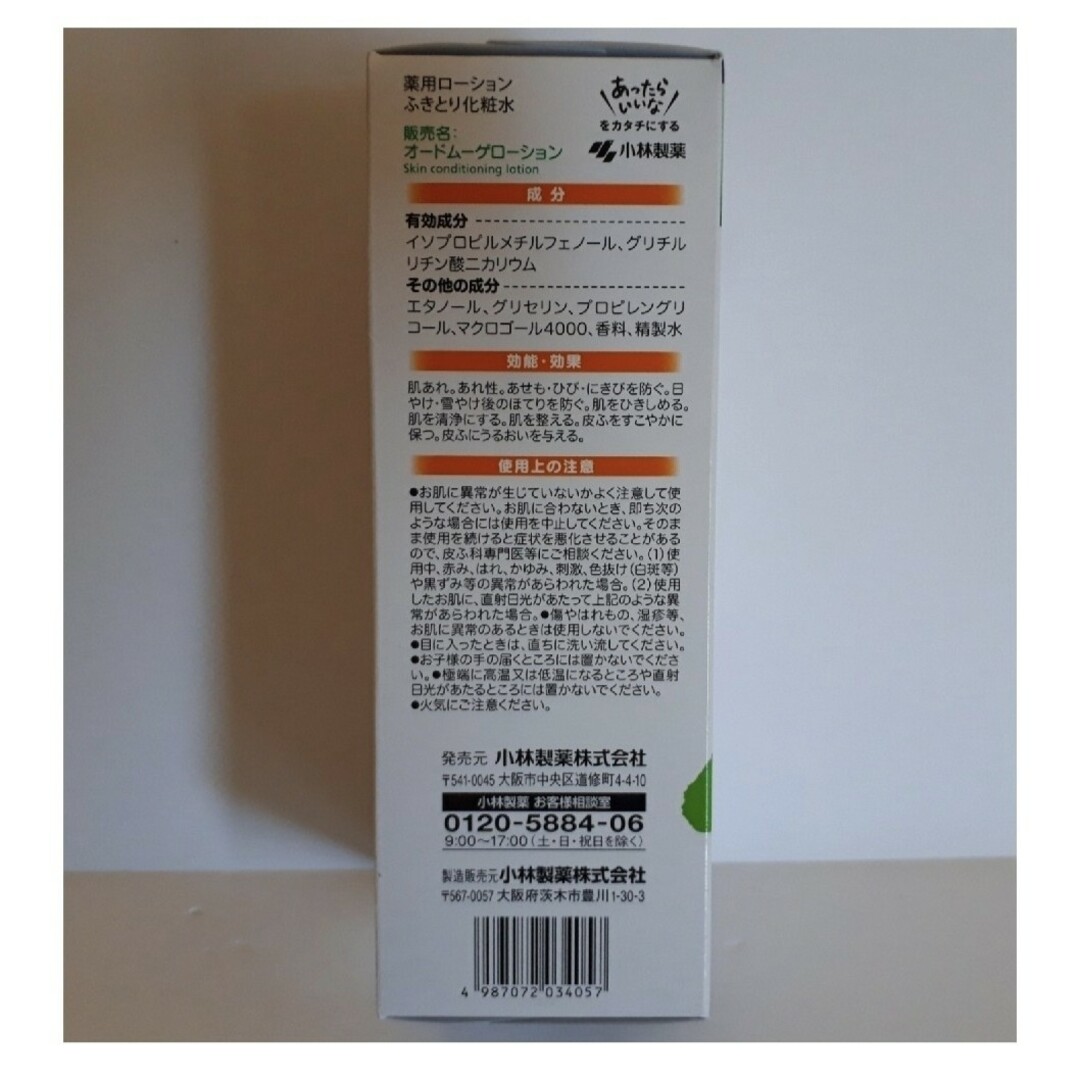 薬用ローション
ふきとり化粧水
あったら
いいな
をカタチにする
小林製薬
販売名:
オードムーゲローション
Skin conditioning lotion
成分
有効成分
イソプロピルメチルフェノール、グリチル
リチン酸ニカリウム
その他の成分
エタノール、グリセリン、プロピレングリ
コール、マクロゴール4000、香料、精製水
効能・効果
肌あれ。あれ性。あせも・ひび・にきびを防ぐ。日
やけ・雪やけ後のほてりを防ぐ。肌をひきしめる。
肌を清浄にする。肌を整える。皮ふをすこやかに
保つ。皮ふにうるおいを与える。
使用上の注意
●お肌に異常が生じていないかよく注意して使
用してください。お肌に合わないとき、即ち次の
ような場合には使用を中止してください。そのま
ま使用を続けると症状を悪化させることがある
ので、皮ふ科専門医等にご相談ください。(1)使
用中、赤み、はれ、かゆみ、刺激、色抜け(白斑等)
や黒ずみ等の異常があらわれた場合。(2)使用
したお肌に、直射日光があたって上記のような異
常があらわれた場合。●傷やはれもの、湿疹等、
お肌に異常のあるときは使用しないでください。
●目に入ったときは、直ちに洗い流してください。
●お子様の手の届くところには置かないでくださ
い。●極端に高温又は低温になるところや直射
日光があたるところには置かないでください。
●火気にご注意ください。
発売元 小林製薬株式会社
〒541-0045 大阪市中央区道修町4-4-10
小林製薬 お客様相談室
0120-5884-06
9:00〜17:00(土・日・祝日を除く)
製造販売元 小林製薬株式会社
〒567-0057 大阪府茨木市豊川1-30-3
4 987072 034057